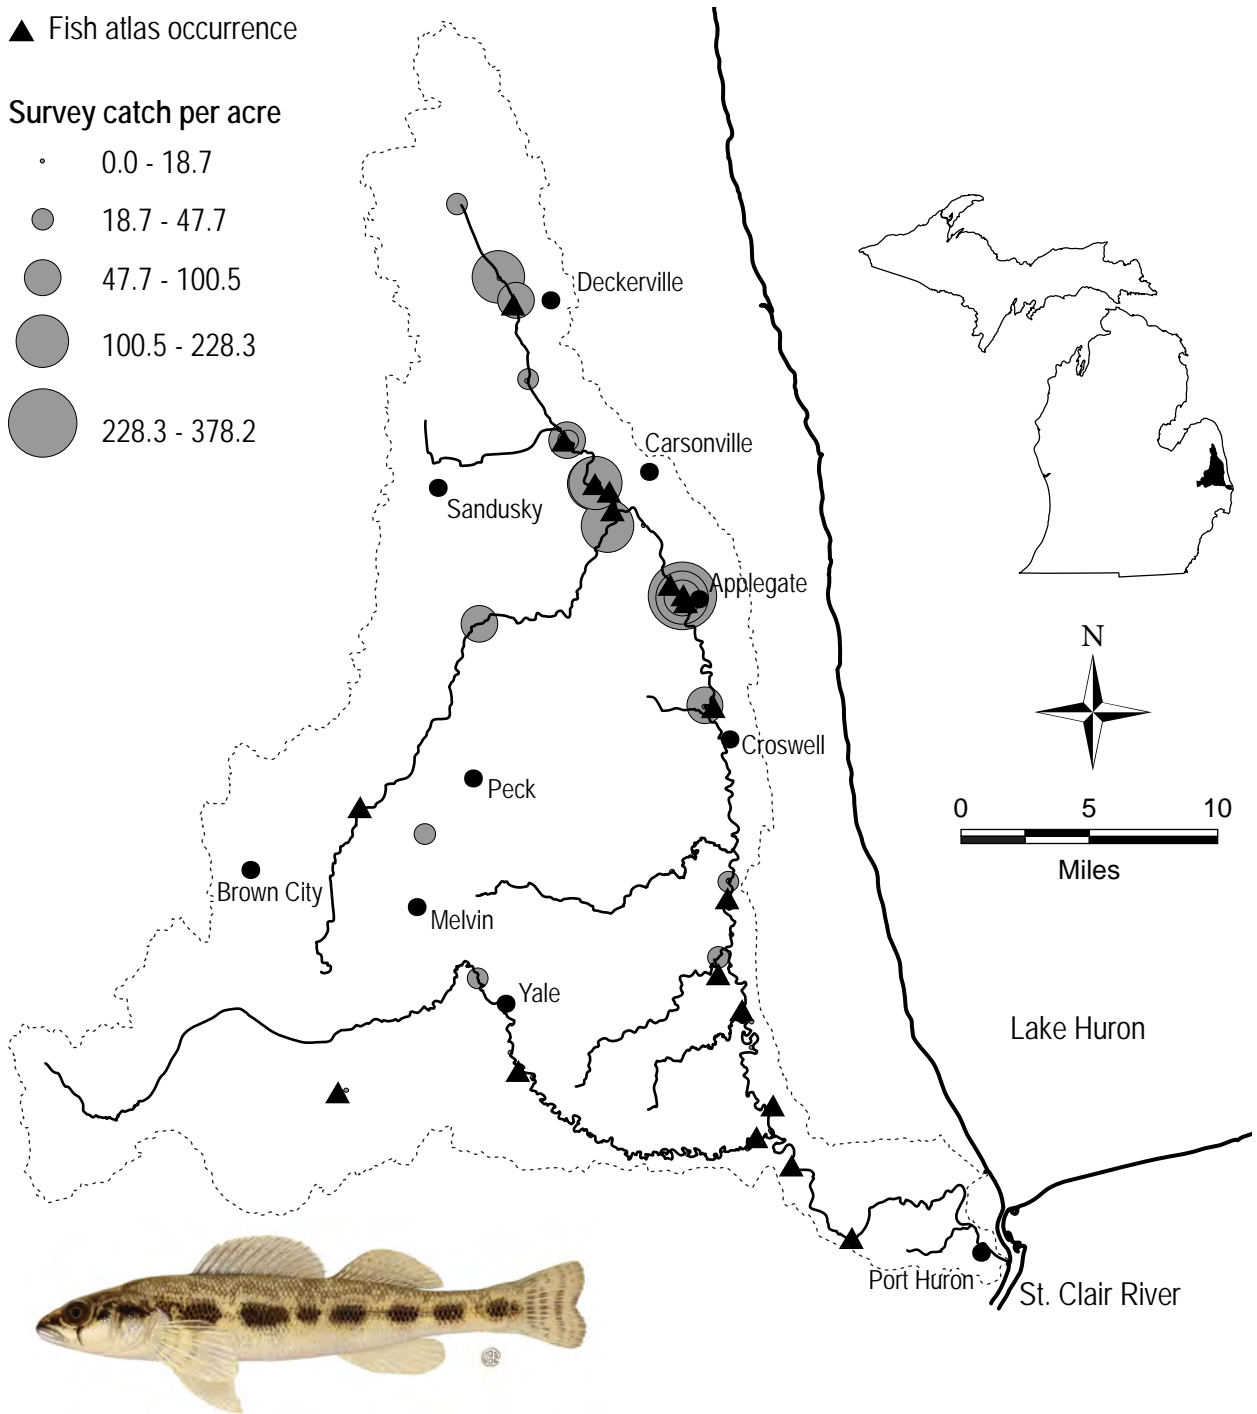 Fish atlas occurrence
Survey catch per acre
0.0 - 18.7
18.7 - 47.7
47.7 - 100.5
100.5 - 228.3
228.3 - 378.2
Deckerville
Carsonville
Sandusky
Applegate
Croswell
Peck
Brown City
Melvin
Yale
Port Huron
Lake Huron
St. Clair River
N
0 5 10
Miles